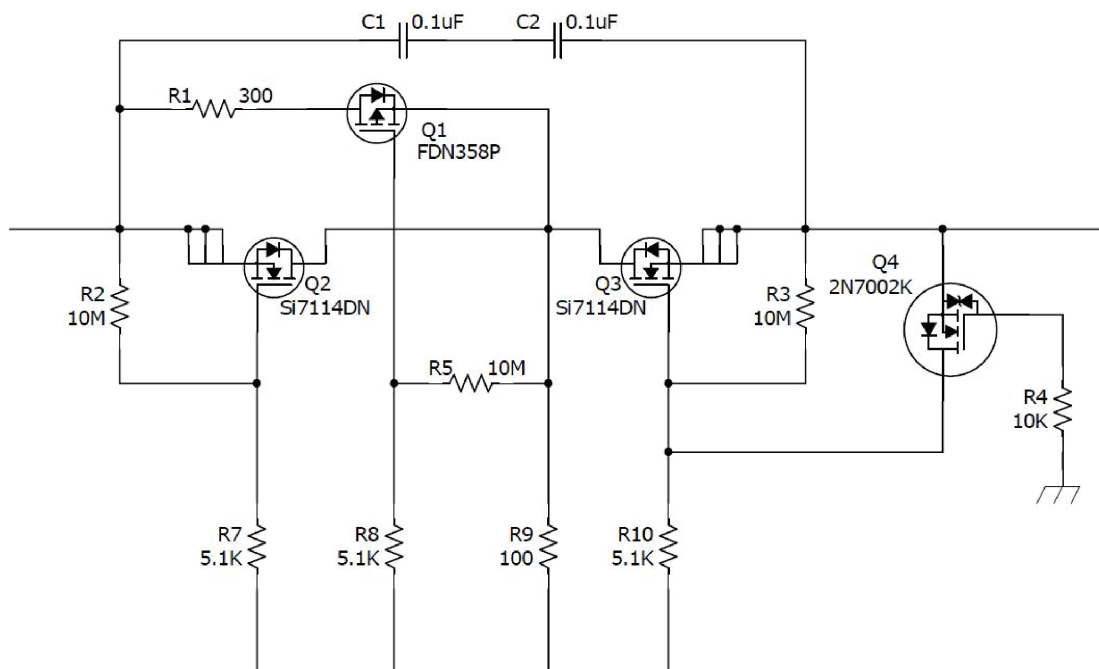 C1 0.1uF C2 0.1uF
R1 300
Q1
FDN358P
Q2
Si7114DN
Q3
Si7114DN
Q4
2N7002K
R2
10M
R3
10M
R5 10M
R4
10K
R7
5.1K
R8
5.1K
R9
100
R10
5.1K